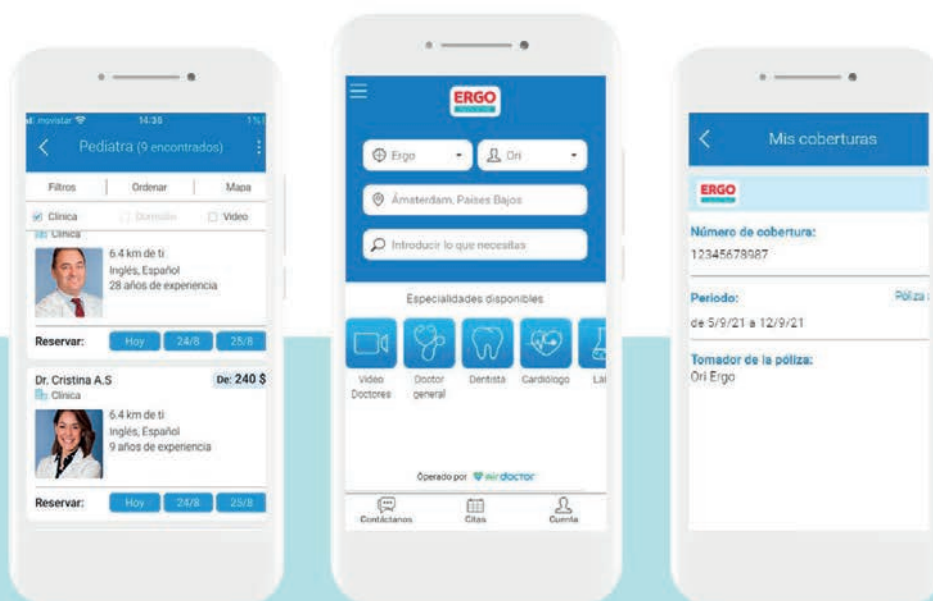 movistar 14:36
Pediatra (9 encontrados)
Filtros Ordenar Mapa
Clínica Domicilio Video
Clínica
6.4 km de ti
Inglés, Español
28 años de experiencia
Reservar: Hoy 24/8 25/8
Dr. Cristina A.S De: 240 $
Clínica
6.4 km de ti
Inglés, Español
9 años de experiencia
Reservar: Hoy 24/8 25/8
ERGO
Ergo Ori
Ámsterdam, Países Bajos
Introducir lo que necesitas
Especialidades disponibles
Video Doctores
Doctor general
Dentista
Cardiólogo
Operado por airdoctor
Contáctanos Citas Cuenta
Mis coberturas
ERGO
Número de cobertura:
12345678987
Periodo: Póliza :
de 5/9/21 a 12/9/21
Tomador de la póliza:
Ori Ergo